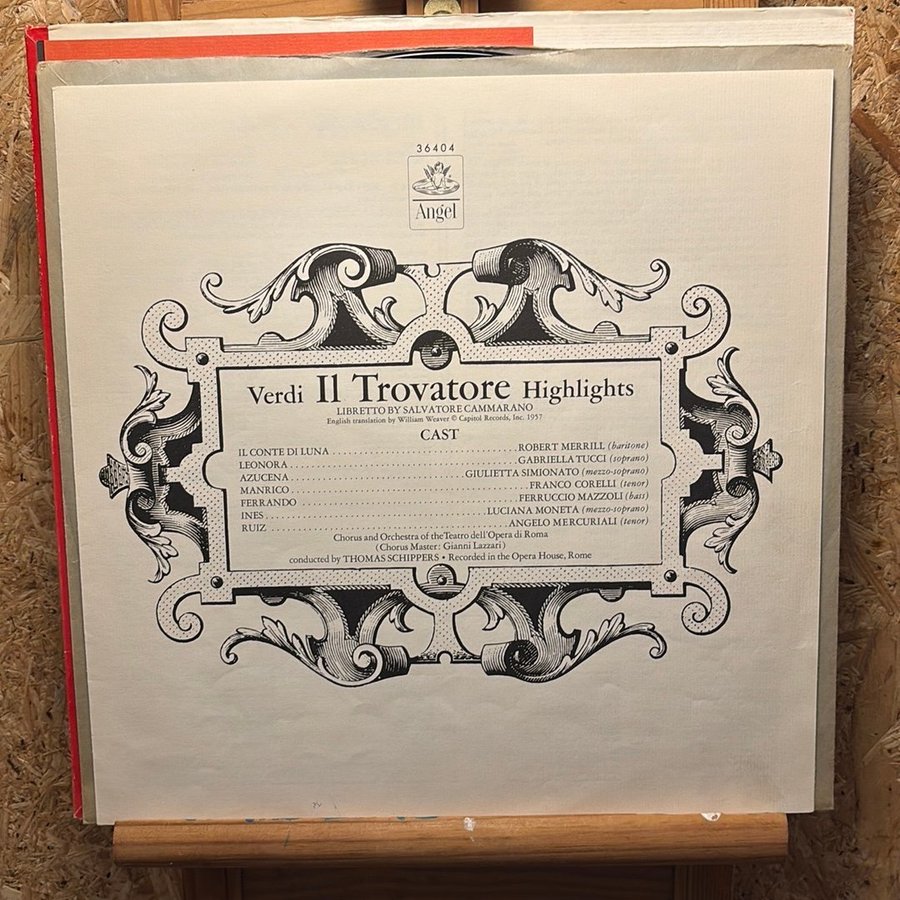 36404
Angel
Verdi Il Trovatore Highlights
LIBRETTO BY SALVATORE CAMMARANO
English translation by William Weaver © Capitol Records, Inc. 1957
CAST
IL CONTE DI LUNA ........................ ROBERT MERRILL (baritone)
LEONORA ........................ GABRIELLA TUCCI (soprano)
AZUCENA ........................ GIULIETTA SIMIONATO (mezzo-soprano)
MANRICO ........................ FRANCO CORELLI (tenor)
FERRANDO ........................ FERRUCCIO MAZZOLI (bass)
INES ........................ LUCIANA MONETA (mezzo-soprano)
RUIZ ........................ ANGELO MERCURIALI (tenor)
Chorus and Orchestra of the Teatro dell'Opera di Roma
(Chorus Master: Gianni Lazzari)
conducted by THOMAS SCHIPPERS • Recorded in the Opera House, Rome